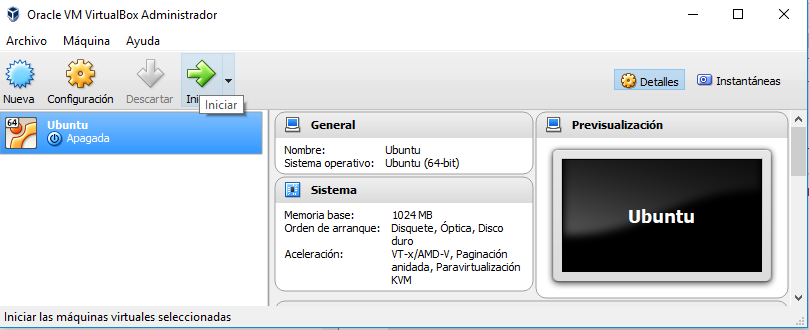 Oracle VM VirtualBox Administrador
Archivo Máquina Ayuda
Nueva Configuración Descartar Ini
Iniciar
Detalles Instantáneas
64 Ubuntu
Apagada
General
Nombre: Ubuntu
Sistema operativo: Ubuntu (64-bit)
Sistema
Memoria base: 1024 MB
Orden de arranque: Disquete, Óptica, Disco
duro
Aceleración: VT-x/AMD-V, Paginación
anidada, Paravirtualización
KVM
Previsualización
Ubuntu
Iniciar las máquinas virtuales seleccionadas